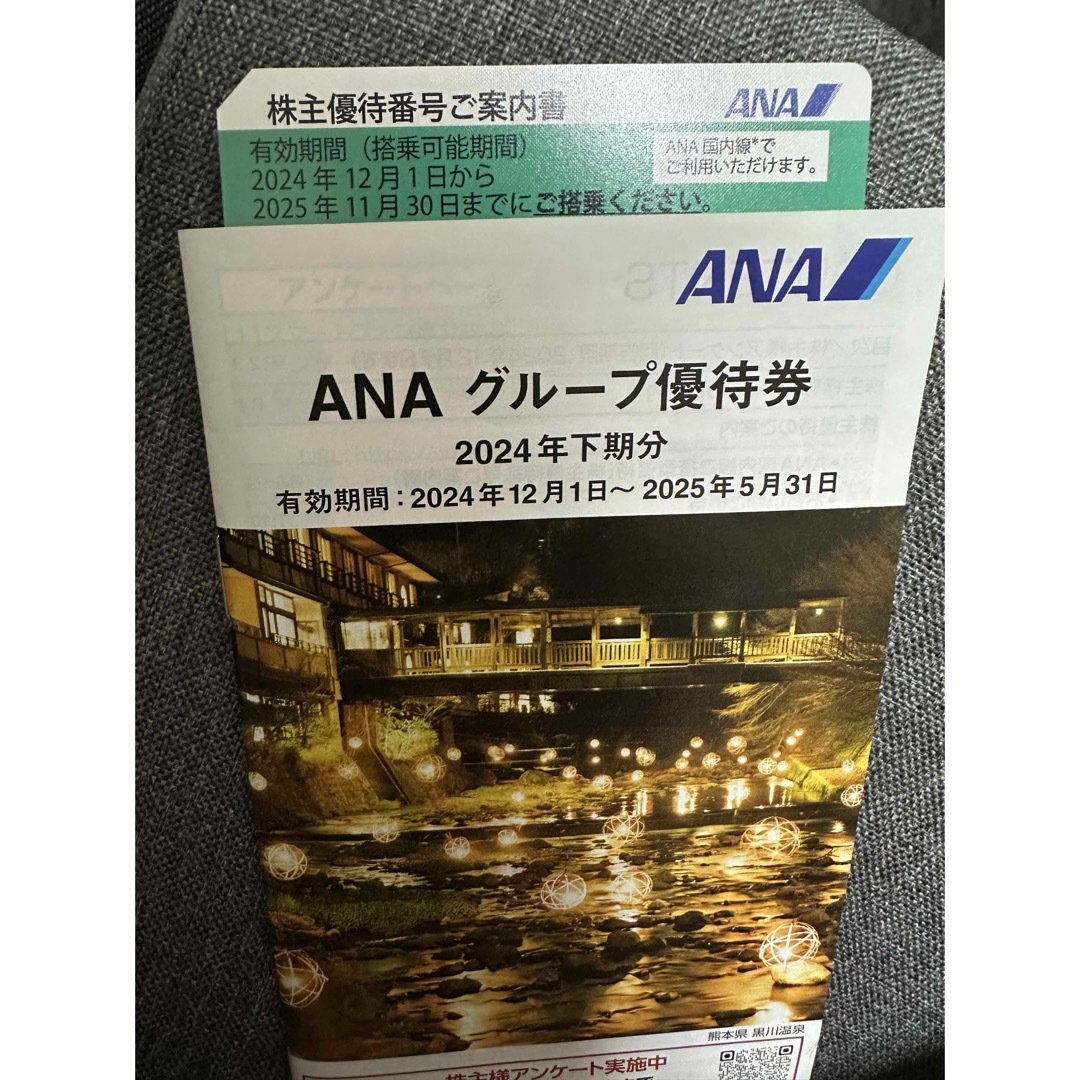 株主優待番号ご案内書
ANA
有効期間（搭乗可能期間）
2024年12月1日から
2025年11月30日までにご搭乗ください。
ANA国内線*で
ご利用いただけます。
ANA
ANA グループ優待券
2024年下期分
有効期間：2024年12月1日～2025年5月31日
熊本県 黒川温泉
株主様アンケート実施中